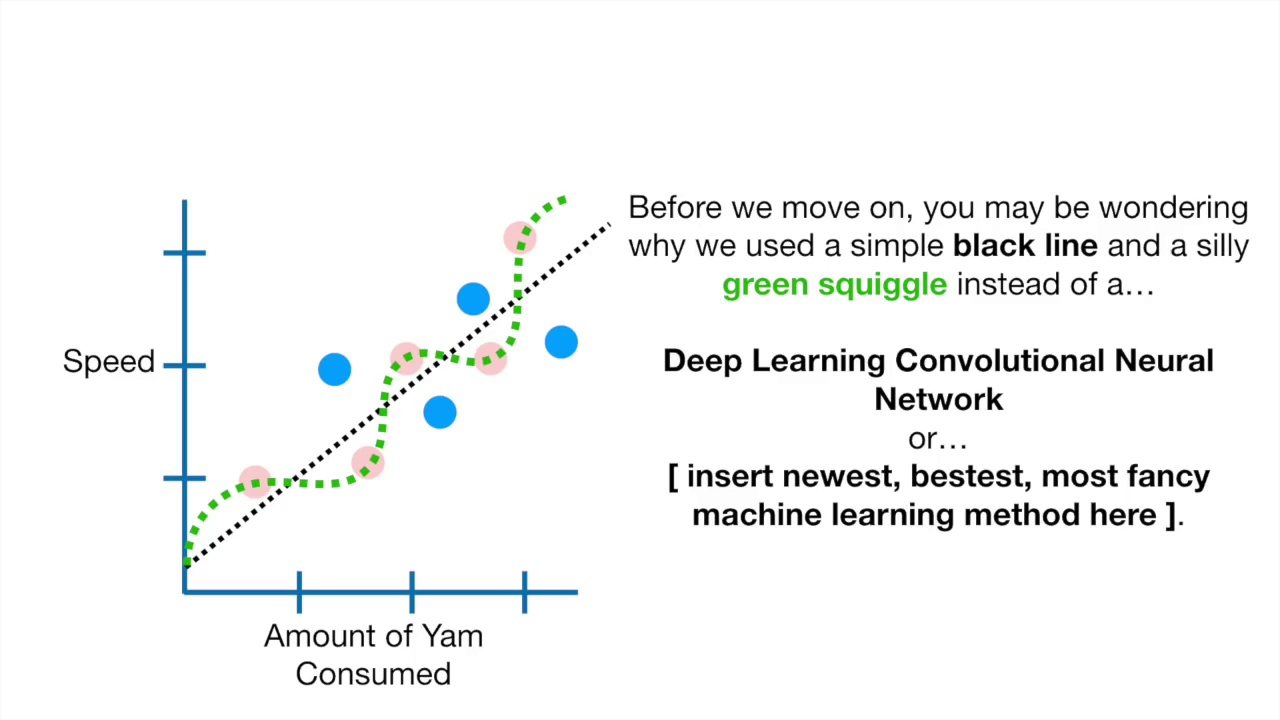 Before we move on, you may be wondering
why we used a simple black line and a silly
green squiggle instead of a…
Deep Learning Convolutional Neural
Network
or…
[ insert newest, bestest, most fancy
machine learning method here ].
Speed
Amount of Yam
Consumed